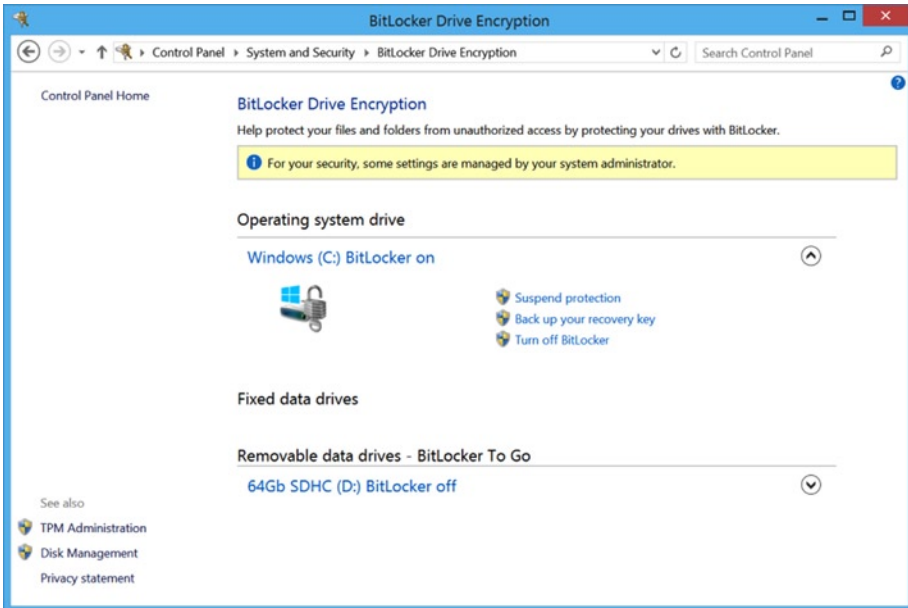 BitLocker Drive Encryption
Control Panel ▸ System and Security ▸ BitLocker Drive Encryption
Search Control Panel
Control Panel Home
BitLocker Drive Encryption
Help protect your files and folders from unauthorized access by protecting your drives with BitLocker.
For your security, some settings are managed by your system administrator.
Operating system drive
Windows (C:) BitLocker on
Suspend protection
Back up your recovery key
Turn off BitLocker
Fixed data drives
Removable data drives - BitLocker To Go
64Gb SDHC (D:) BitLocker off
See also
TPM Administration
Disk Management
Privacy statement